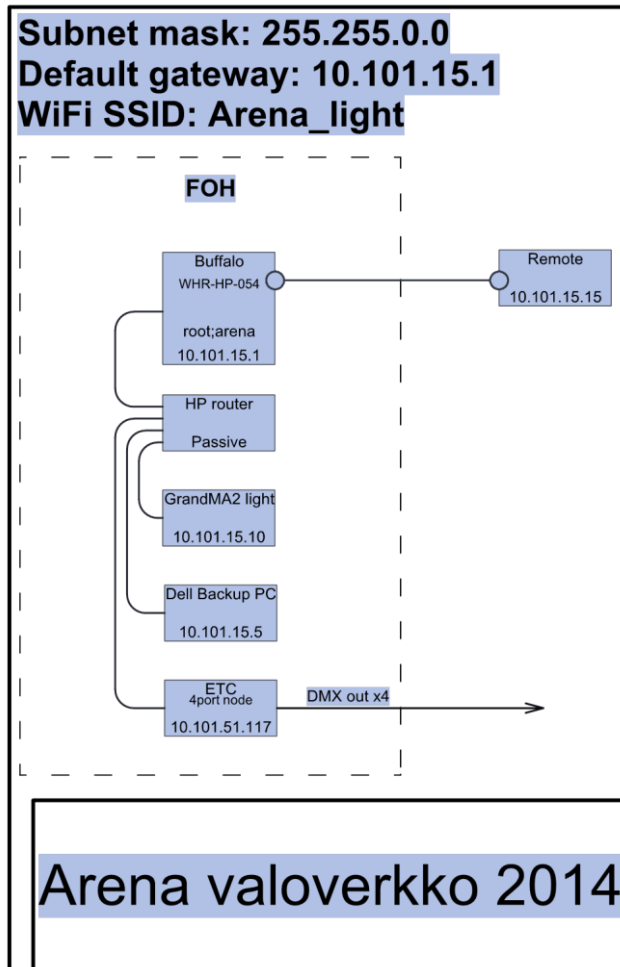 Subnet mask: 255.255.0.0
Default gateway: 10.101.15.1
WiFi SSID: Arena_light
FOH
Buffalo
WHR-HP-054
root;arena
10.101.15.1
Remote
10.101.15.15
HP router
Passive
GrandMA2 light
10.101.15.10
Dell Backup PC
10.101.15.5
ETC
4port node
10.101.51.117
DMX out x4
Arena valoverkko 2014